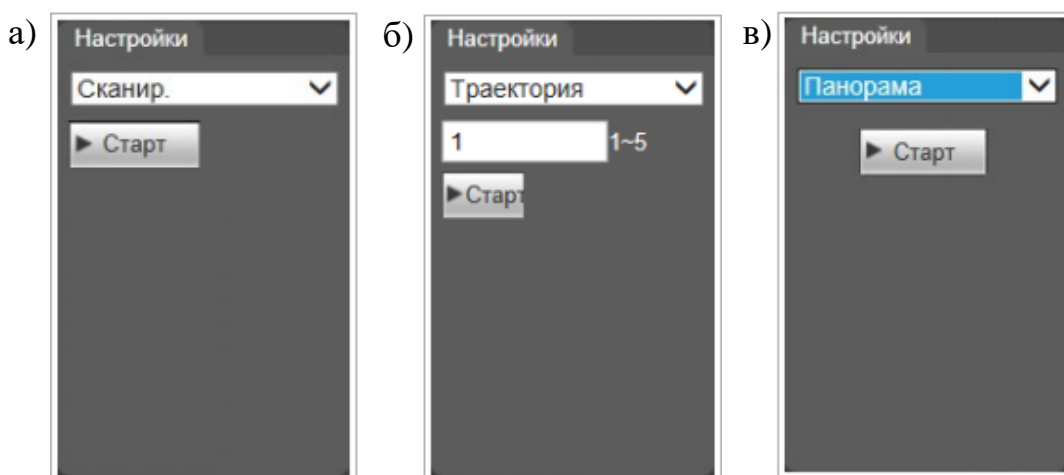 а)
Настройки
Сканир.
Старт
б)
Настройки
Траектория
1
1~5
Старт
в)
Настройки
Панорама
Старт